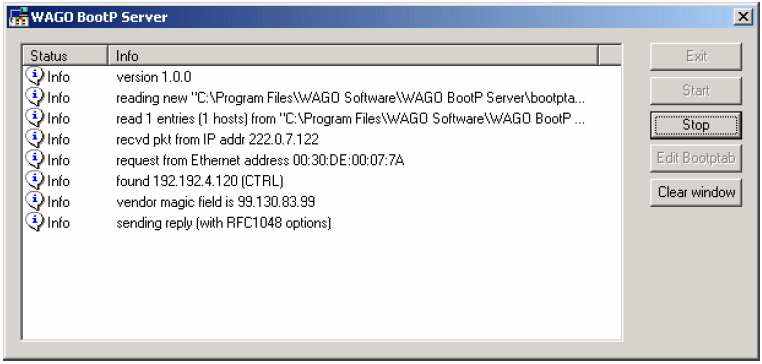 WAGO BootP Server
Status Info
Info version 1.0.0
Info reading new "C:\Program Files\WAGO Software\WAGO BootP Server\bootpta...
Info read 1 entries (1 hosts) from "C:\Program Files\WAGO Software\WAGO BootP ...
Info recvd pkt from IP addr 222.0.7.122
Info request from Ethernet address 00:30:DE:00:07:7A
Info found 192.192.4.120 (CTRL)
Info vendor magic field is 99.130.83.99
Info sending reply (with RFC1048 options)
Exit
Start
Stop
Edit Bootptab
Clear window